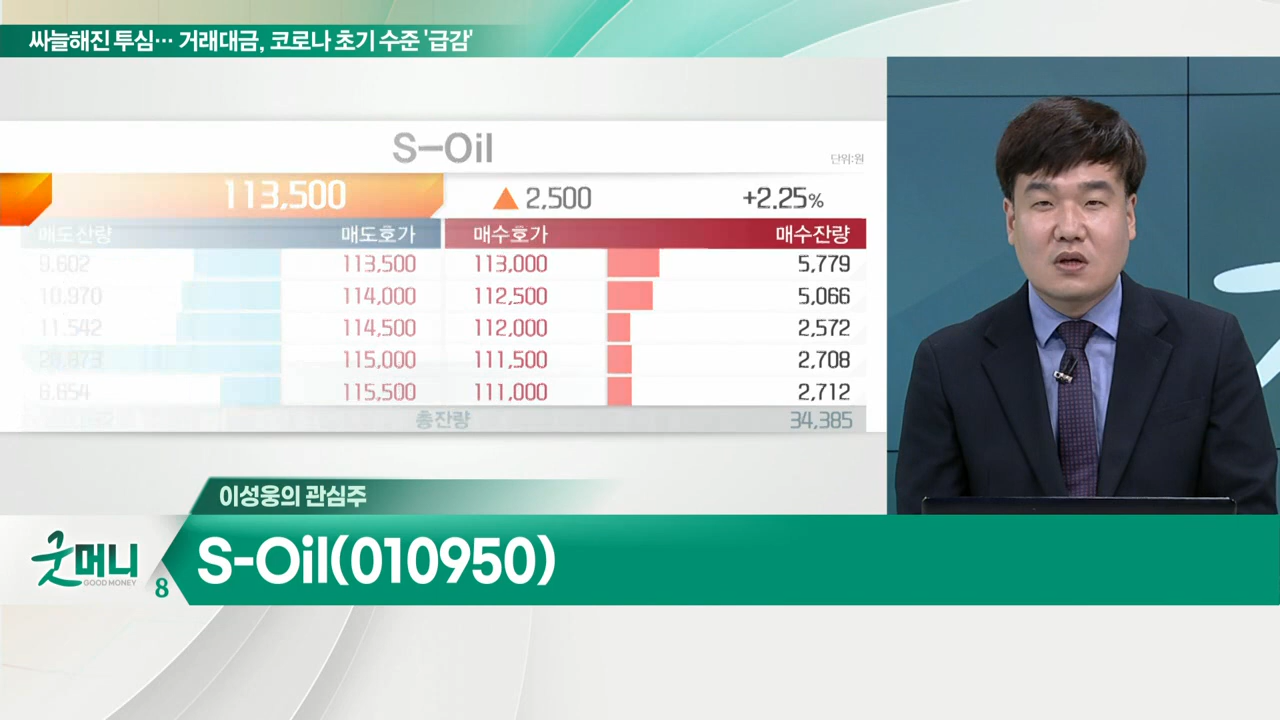 싸늘해진 투심… 거래대금, 코로나 초기 수준 '급감'
S-Oil
단위:원
113,500 ▲ 2,500 +2.25%
매도잔량 매도호가 매수호가 매수잔량
9,602 113,500 113,000 5,779
10,970 114,000 112,500 5,066
11,542 114,500 112,000 2,572
115,000 111,500 2,708
6,654 115,500 111,000 2,712
총잔량 34,385
이성웅의 관심주
S-Oil(010950)
굿머니
GOOD MONEY
8